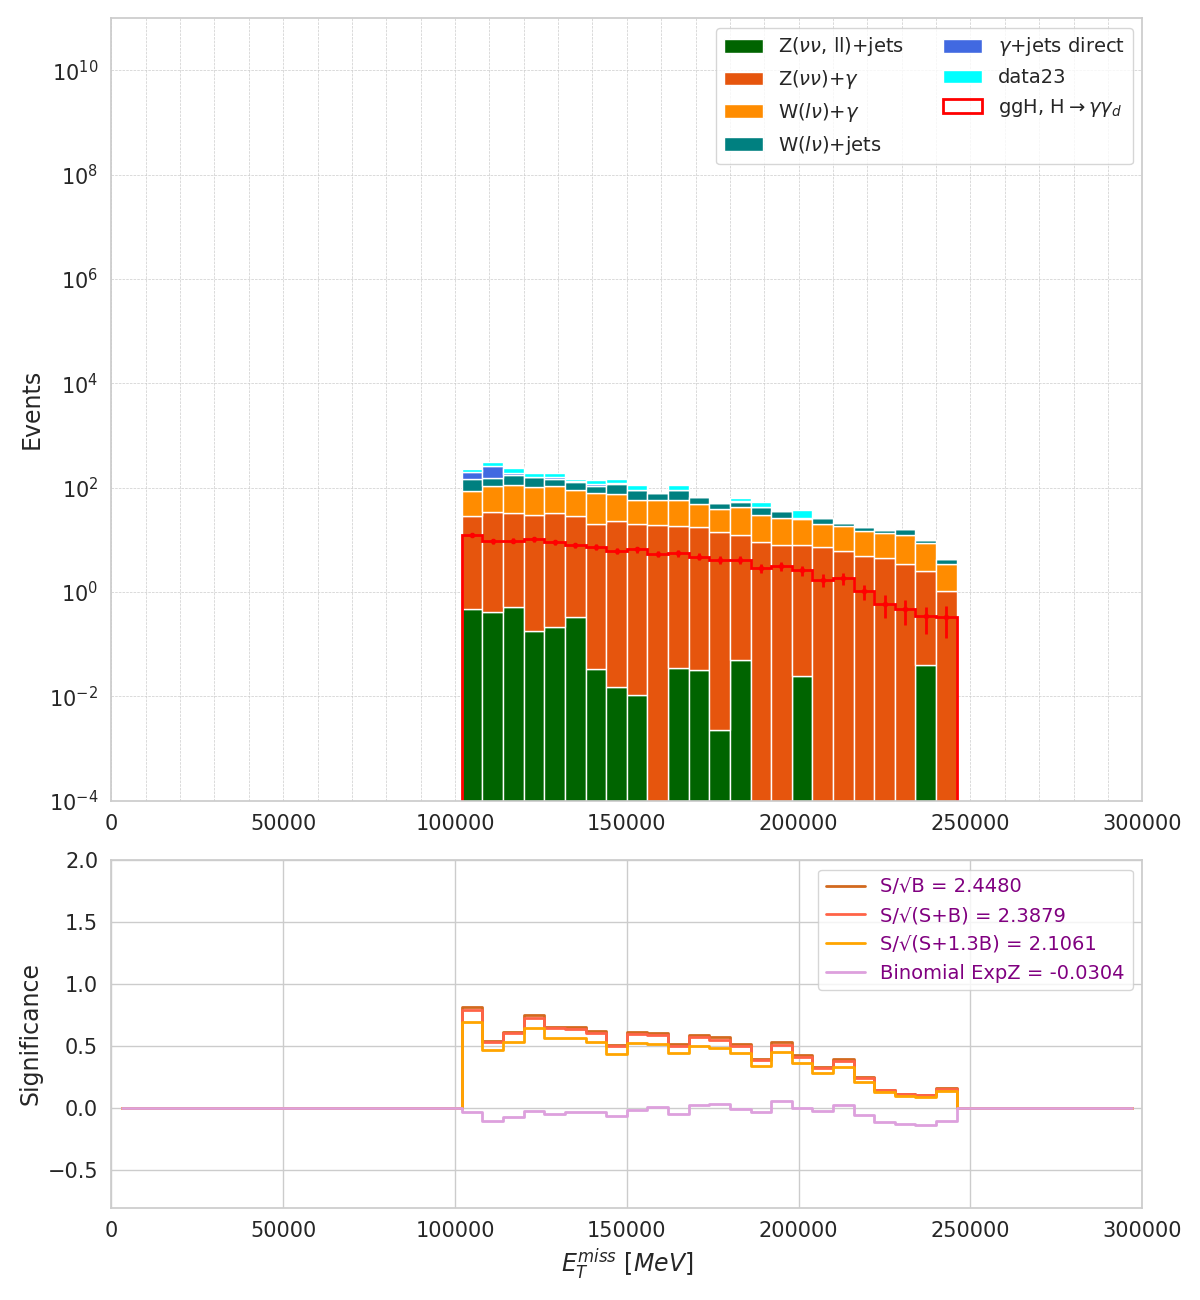 Z(νν, ll)+jets
Z(νν)+γ
W(lν)+γ
W(lν)+jets
γ+jets direct
data23
ggH, H→γγ_d
Events
10^10
10^8
10^6
10^4
10^2
10^0
10^−2
10^−4
0 50000 100000 150000 200000 250000 300000
S/√B = 2.4480
S/√(S+B) = 2.3879
S/√(S+1.3B) = 2.1061
Binomial ExpZ = -0.0304
Significance
2.0
1.5
1.0
0.5
0.0
−0.5
0 50000 100000 150000 200000 250000 300000
E_T^miss [MeV]